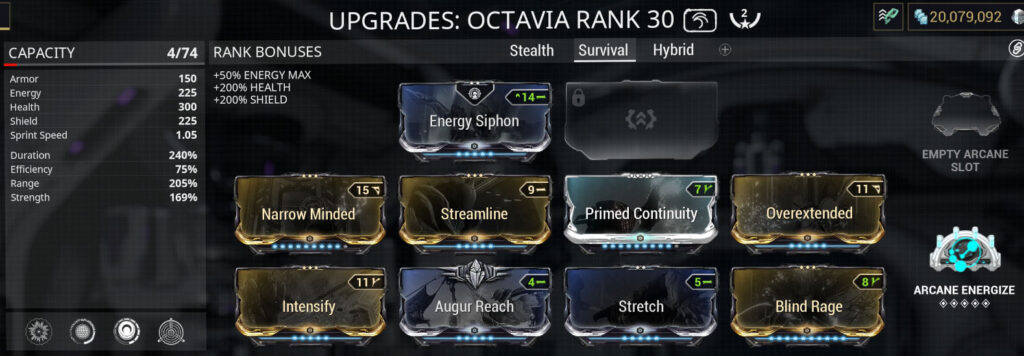 UPGRADES: OCTAVIA RANK 30
2
20,079,092
CAPACITY 4/74
Armor 150
Energy 225
Health 300
Shield 225
Sprint Speed 1.05
Duration 240%
Efficiency 75%
Range 205%
Strength 169%
RANK BONUSES
+50% ENERGY MAX
+200% HEALTH
+200% SHIELD
Stealth Survival Hybrid
14
Energy Siphon
EMPTY ARCANE
SLOT
15 9 7 11
Narrow Minded Streamline Primed Continuity Overextended
11 4 5 8
Intensify Augur Reach Stretch Blind Rage
ARCANE ENERGIZE